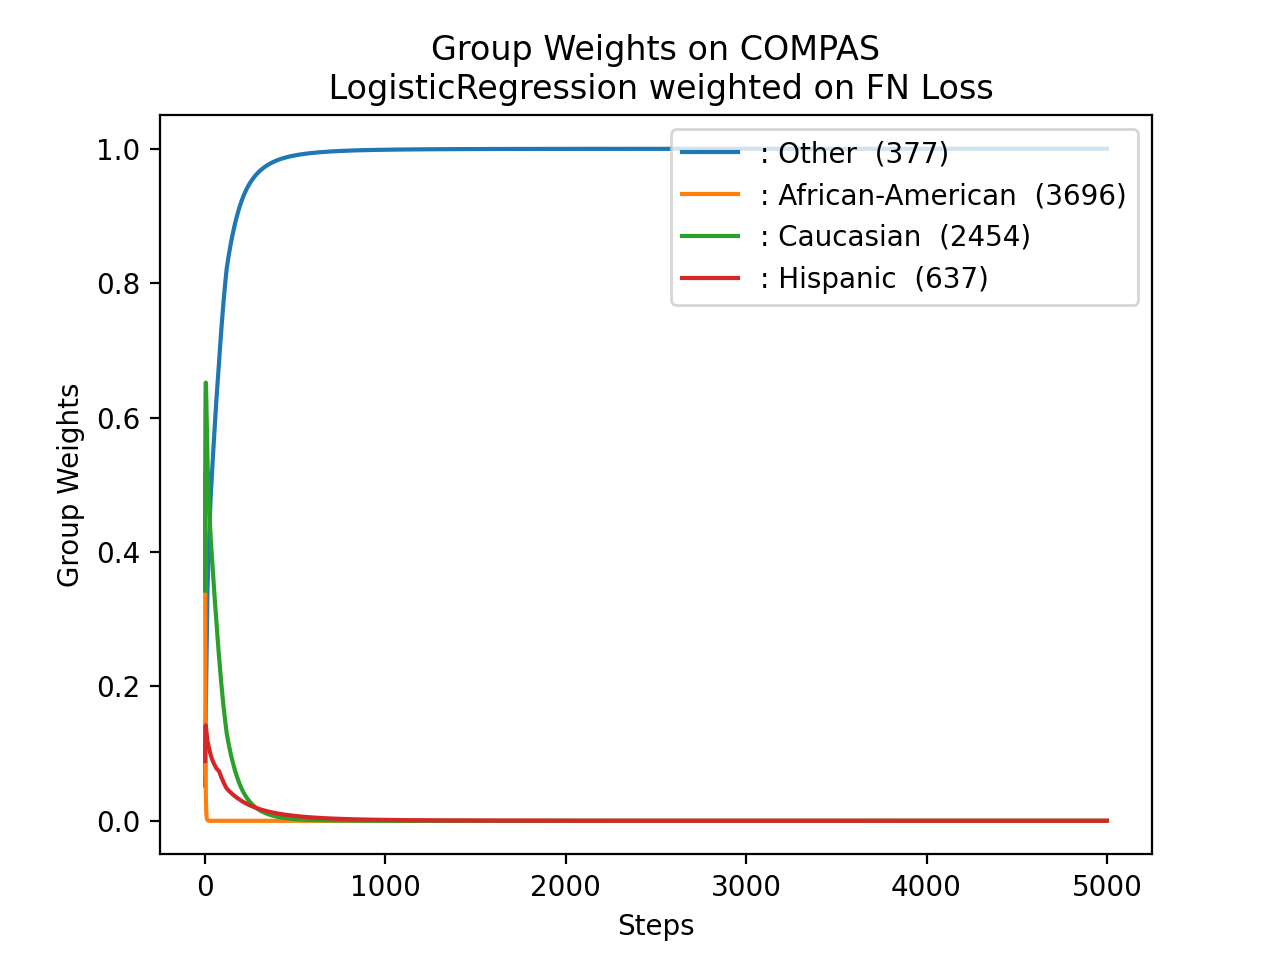 Group Weights on COMPAS
LogisticRegression weighted on FN Loss
1.0
0.8
0.6
0.4
0.2
0.0
Group Weights
: Other (377)
: African-American (3696)
: Caucasian (2454)
: Hispanic (637)
0 1000 2000 3000 4000 5000
Steps